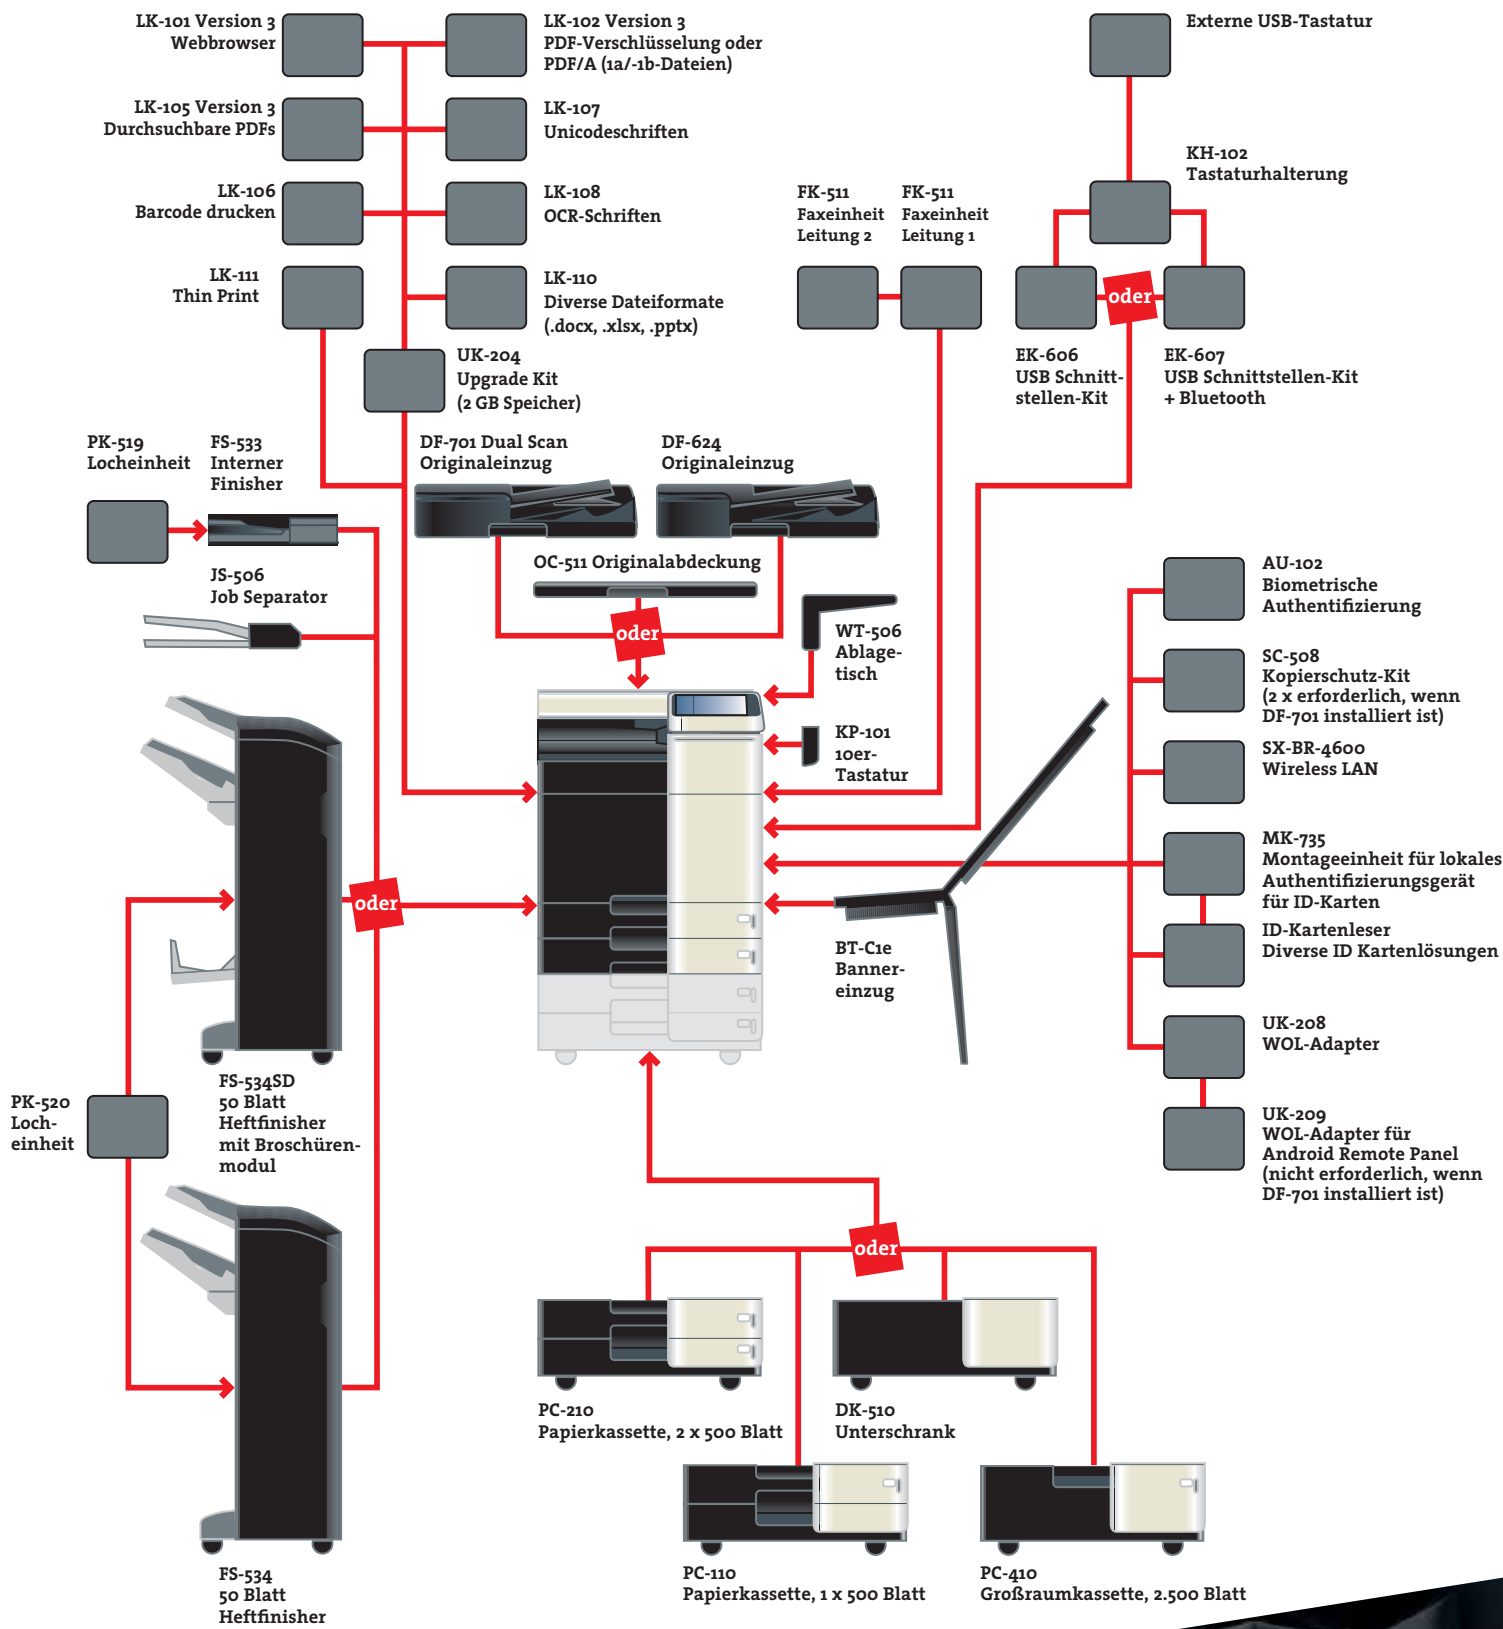 LK-101 Version 3
Webbrowser
LK-102 Version 3
PDF-Verschlüsselung oder
PDF/A (1a/-1b-Dateien)
Externe USB-Tastatur
LK-105 Version 3
Durchsuchbare PDFs
LK-107
Unicodeschriften
KH-102
Tastaturhalterung
LK-106
Barcode drucken
LK-108
OCR-Schriften
FK-511
Faxeinheit
Leitung 2
FK-511
Faxeinheit
Leitung 1
LK-111
Thin Print
LK-110
Diverse Dateiformate
(.docx, .xlsx, .pptx)
oder
UK-204
Upgrade Kit
(2 GB Speicher)
EK-606
USB Schnitt-
stellen-Kit
EK-607
USB Schnittstellen-Kit
+ Bluetooth
PK-519
Locheinheit
FS-533
Interner
Finisher
DF-701 Dual Scan
Originaleinzug
DF-624
Originaleinzug
OC-511 Originalabdeckung
JS-506
Job Separator
oder
WT-506
Ablage-
tisch
KP-101
10er-
Tastatur
AU-102
Biometrische
Authentifizierung
SC-508
Kopierschutz-Kit
(2 x erforderlich, wenn
DF-701 installiert ist)
SX-BR-4600
Wireless LAN
MK-735
Montageeinheit für lokales
Authentifizierungsgerät
für ID-Karten
oder
BT-C1e
Banner-
einzug
ID-Kartenleser
Diverse ID Kartenlösungen
UK-208
WOL-Adapter
PK-520
Loch-
einheit
FS-534SD
50 Blatt
Heftfinisher
mit Broschüren-
modul
UK-209
WOL-Adapter für
Android Remote Panel
(nicht erforderlich, wenn
DF-701 installiert ist)
oder
PC-210
Papierkassette, 2 x 500 Blatt
DK-510
Unterschrank
FS-534
50 Blatt
Heftfinisher
PC-110
Papierkassette, 1 x 500 Blatt
PC-410
Großraumkassette, 2.500 Blatt